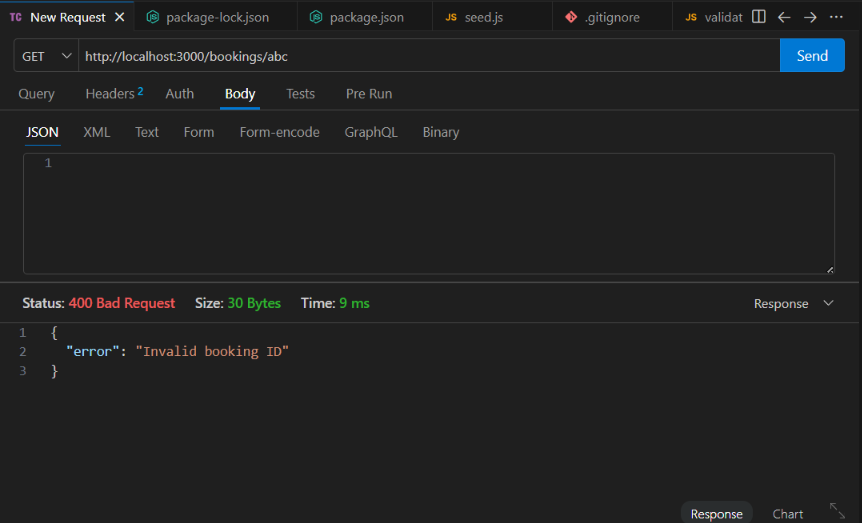 TC New Request package-lock.json package.json JS seed.js .gitignore JS validat
GET http://localhost:3000/bookings/abc Send
Query Headers 2 Auth Body Tests Pre Run
JSON XML Text Form Form-encode GraphQL Binary
1
Status: 400 Bad Request Size: 30 Bytes Time: 9 ms Response
1 {
2 "error": "Invalid booking ID"
3 }
Response Chart